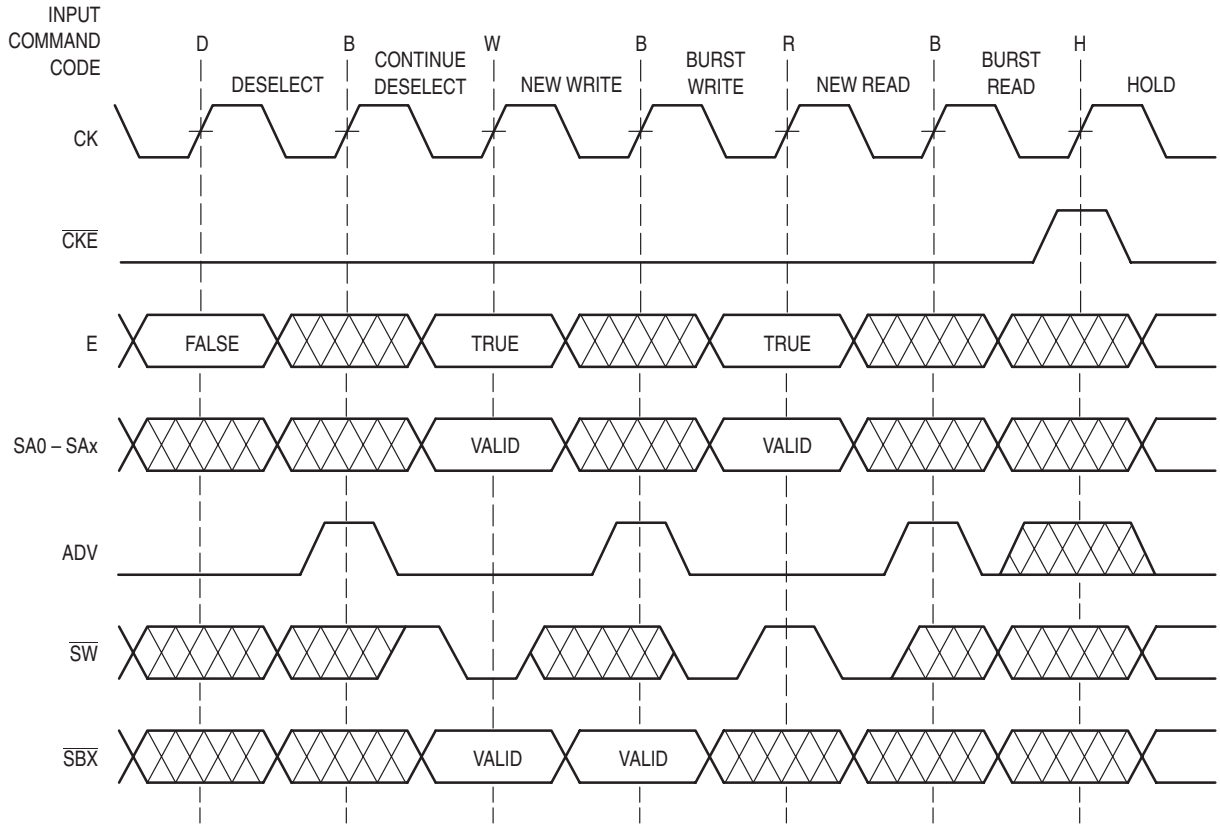 INPUT
COMMAND
CODE
D B W B R B H
DESELECT
CONTINUE
DESELECT
NEW WRITE
BURST
WRITE
NEW READ
BURST
READ
HOLD
CK
CKE
E FALSE TRUE TRUE
SA0 – SAx VALID VALID
ADV
SW
SBX VALID VALID